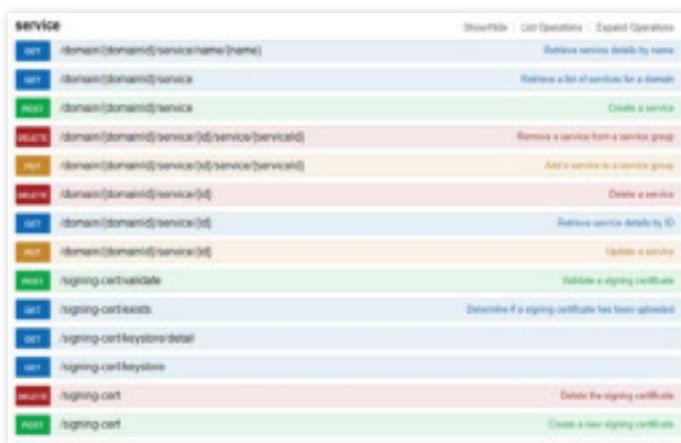 service Show/Hide List Operations Expand Operations
GET /domain/{domainId}/service/name/{name} Retrieve service details by name
GET /domain/{domainId}/service Retrieve a list of services for a domain
POST /domain/{domainId}/service Create a service
DELETE /domain/{domainId}/service/{id}/service/{serviceId} Remove a service from a service group
PUT /domain/{domainId}/service/{id}/service/{serviceId} Add a service to a service group
DELETE /domain/{domainId}/service/{id} Delete a service
GET /domain/{domainId}/service/{id} Retrieve service details by ID
PUT /domain/{domainId}/service/{id} Update a service
POST /signing-cert/validate Validate a signing certificate
GET /signing-cert/exists Determine if a signing certificate has been uploaded
GET /signing-cert/keystore/detail
GET /signing-cert/keystore
DELETE /signing-cert Delete the signing certificate
POST /signing-cert Create a new signing certificate